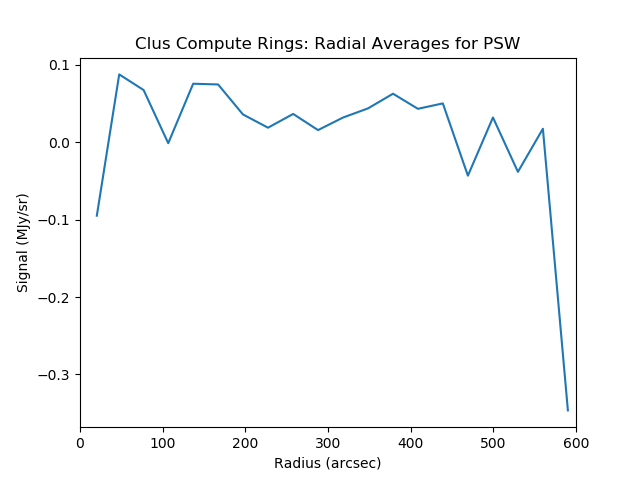 Clus Compute Rings: Radial Averages for PSW
0.1
0.0
−0.1
−0.2
−0.3
Signal (MJy/sr)
0 100 200 300 400 500 600
Radius (arcsec)